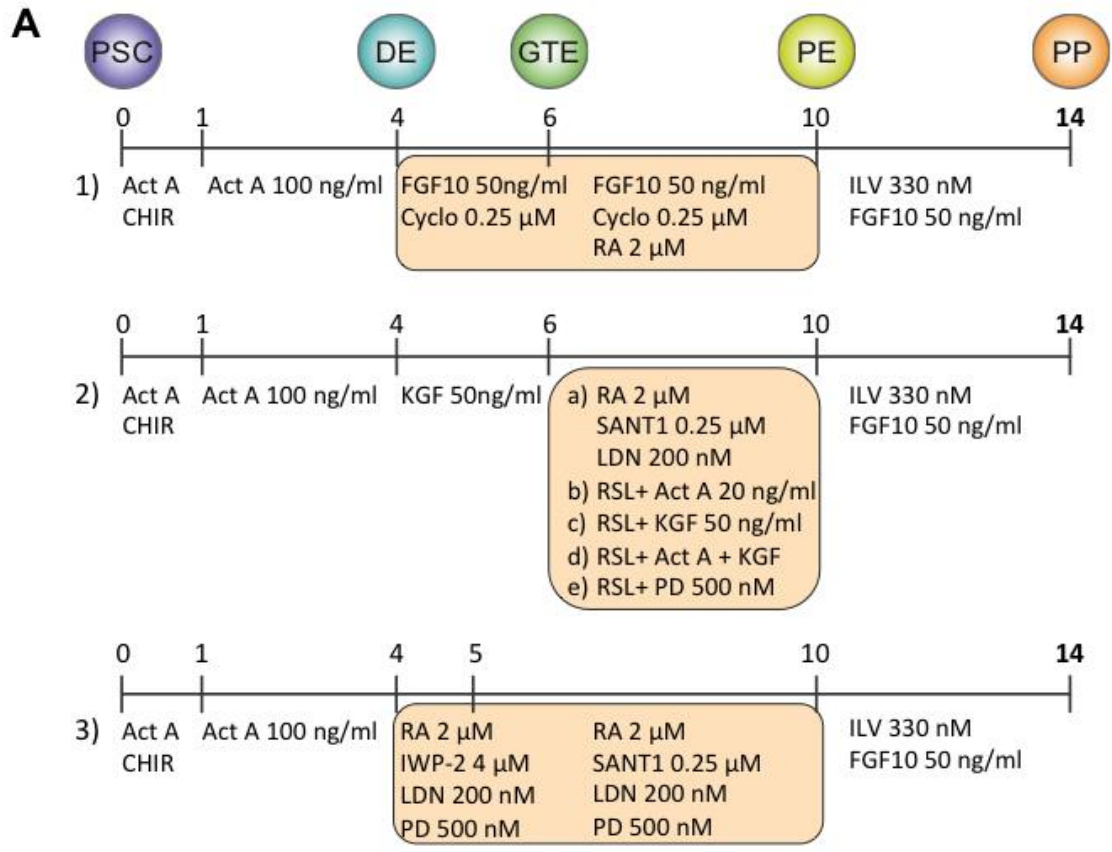 A
PSC DE GTE PE PP
0 1 4 6 10 14
1) Act A Act A 100 ng/ml FGF10 50ng/ml FGF10 50 ng/ml ILV 330 nM
CHIR Cyclo 0.25 µM Cyclo 0.25 µM FGF10 50 ng/ml
RA 2 µM
0 1 4 6 10 14
2) Act A Act A 100 ng/ml KGF 50ng/ml a) RA 2 µM ILV 330 nM
CHIR SANT1 0.25 µM FGF10 50 ng/ml
LDN 200 nM
b) RSL+ Act A 20 ng/ml
c) RSL+ KGF 50 ng/ml
d) RSL+ Act A + KGF
e) RSL+ PD 500 nM
0 1 4 5 10 14
3) Act A Act A 100 ng/ml RA 2 µM RA 2 µM ILV 330 nM
CHIR IWP-2 4 µM SANT1 0.25 µM FGF10 50 ng/ml
LDN 200 nM LDN 200 nM
PD 500 nM PD 500 nM